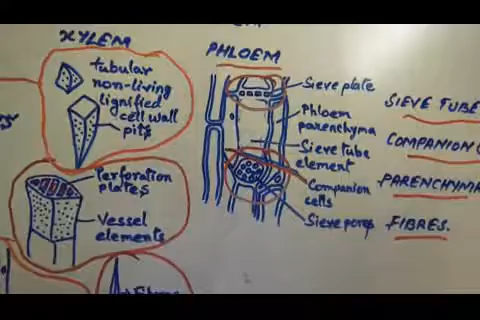 XYLEM
tubular
non-living
lignified
cell wall
pits
Perforation
plates
Vessel
elements
PHLOEM
Sieve plate
Phloem
parenchyma
Sieve tube
element
Companion
cells
Sieve pores
SIEVE TUBE
COMPANION
PARENCHYMA
FIBRES.